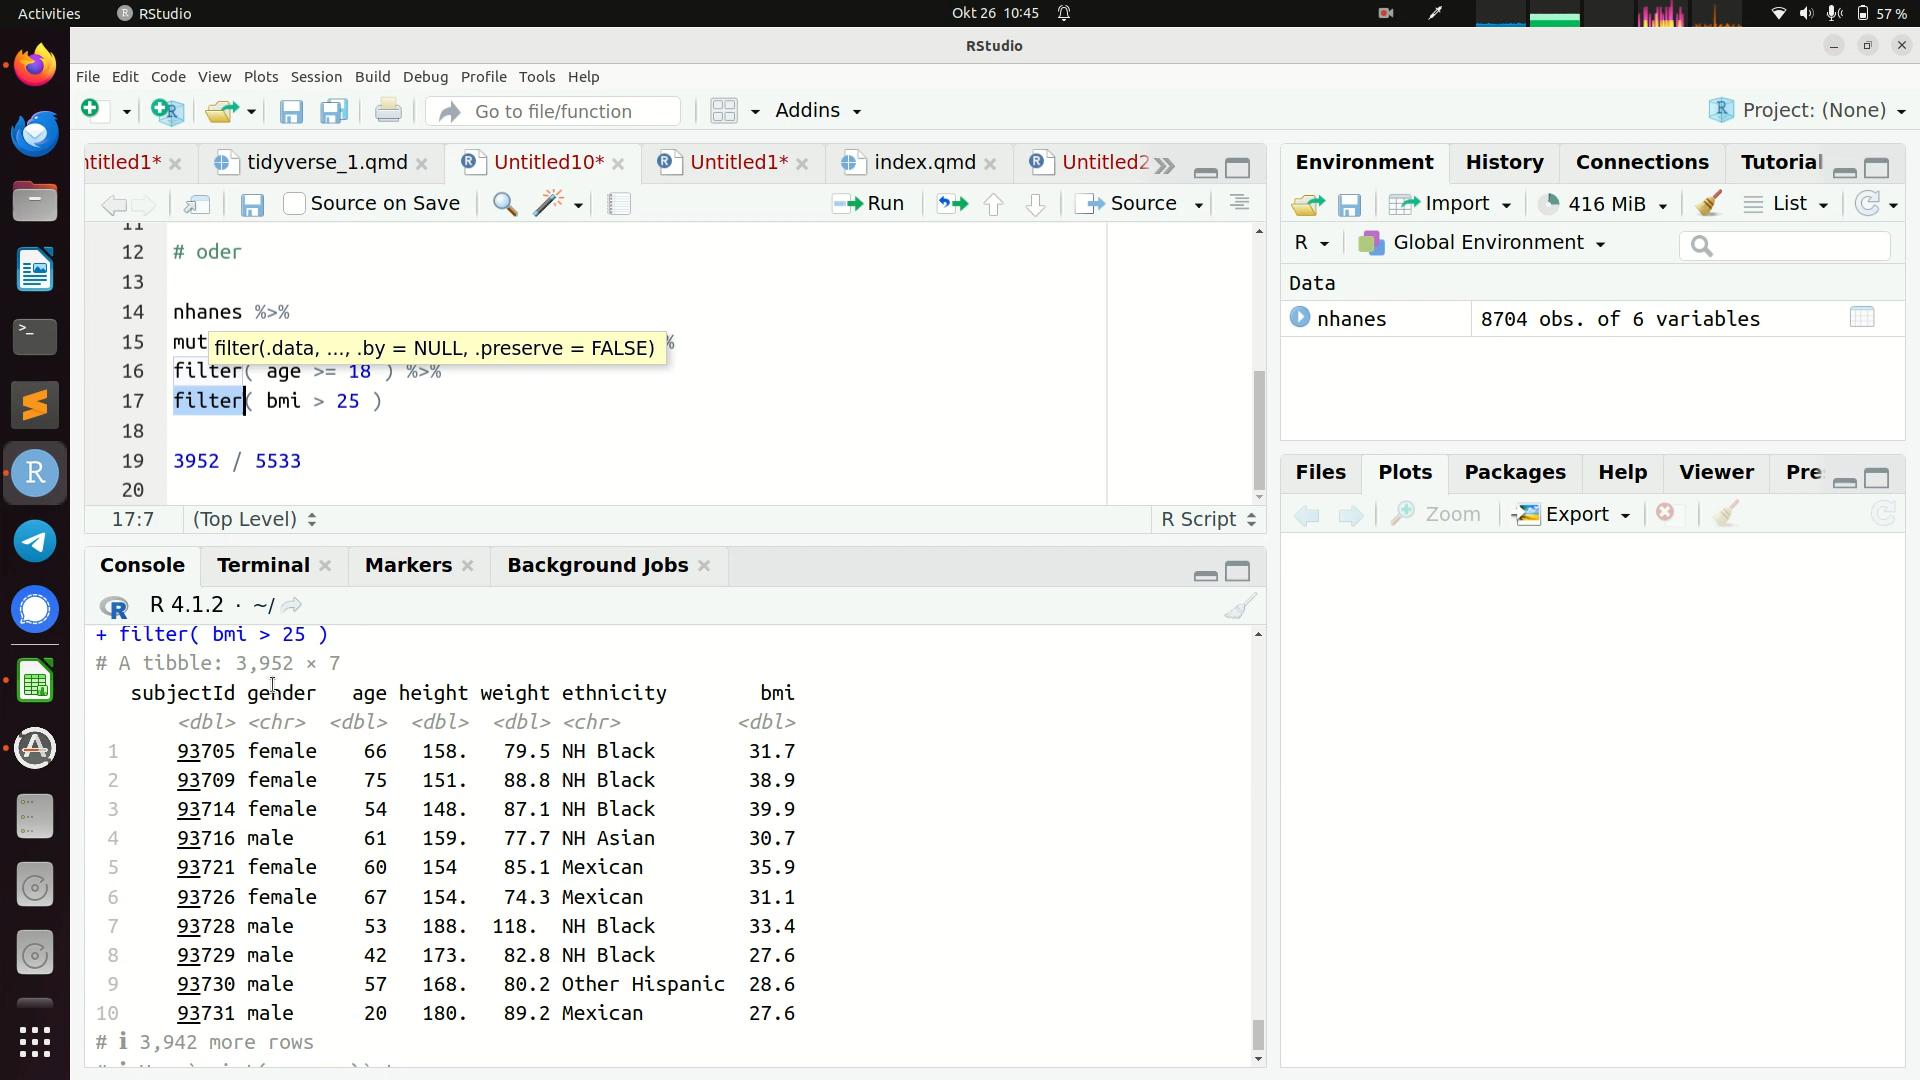 Activities RStudio Okt 26 10:45 57 %
RStudio
File Edit Code View Plots Session Build Debug Profile Tools Help
Go to file/function Addins Project: (None)
ntitled1* tidyverse_1.qmd Untitled10* Untitled1* index.qmd Untitled2
Source on Save Run Source
11
12 # oder
13
14 nhanes %>%
15 mut %
filter(.data, ..., .by = NULL, .preserve = FALSE)
16 filter( age >= 18 ) %>%
17 filter( bmi > 25 )
18
19 3952 / 5533
20
17:7 (Top Level) R Script
Console Terminal Markers Background Jobs
R 4.1.2 · ~/
+ filter( bmi > 25 )
# A tibble: 3,952 × 7
subjectId gender age height weight ethnicity bmi
<dbl> <chr> <dbl> <dbl> <dbl> <chr> <dbl>
1 93705 female 66 158. 79.5 NH Black 31.7
2 93709 female 75 151. 88.8 NH Black 38.9
3 93714 female 54 148. 87.1 NH Black 39.9
4 93716 male 61 159. 77.7 NH Asian 30.7
5 93721 female 60 154 85.1 Mexican 35.9
6 93726 female 67 154. 74.3 Mexican 31.1
7 93728 male 53 188. 118. NH Black 33.4
8 93729 male 42 173. 82.8 NH Black 27.6
9 93730 male 57 168. 80.2 Other Hispanic 28.6
10 93731 male 20 180. 89.2 Mexican 27.6
# ℹ 3,942 more rows
Environment History Connections Tutorial
Import 416 MiB List
R Global Environment
Data
nhanes 8704 obs. of 6 variables
Files Plots Packages Help Viewer Pre
Zoom Export